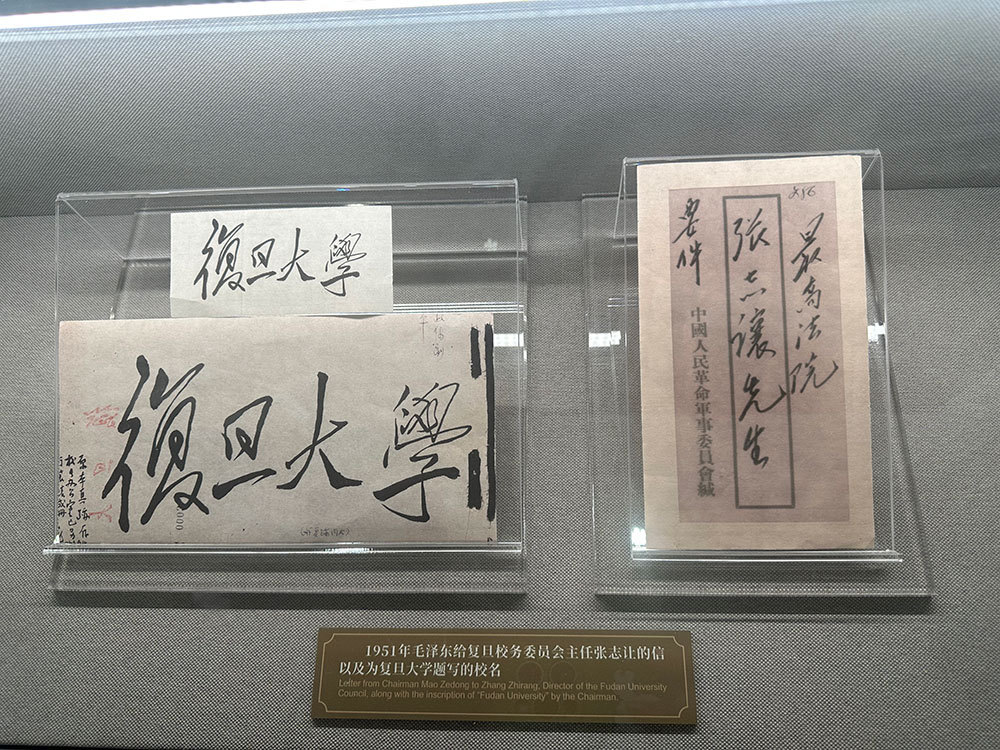 復旦大學
復旦大學
最高法院
張志讓先生
要件
中國人民革命軍事委員會緘
1951年毛泽东给复旦校务委员会主任张志让的信
以及为复旦大学题写的校名
Letter from Chairman Mao Zedong to Zhang Zhirang, Director of the Fudan University
Council, along with the inscription of "Fudan University" by the Chairman.